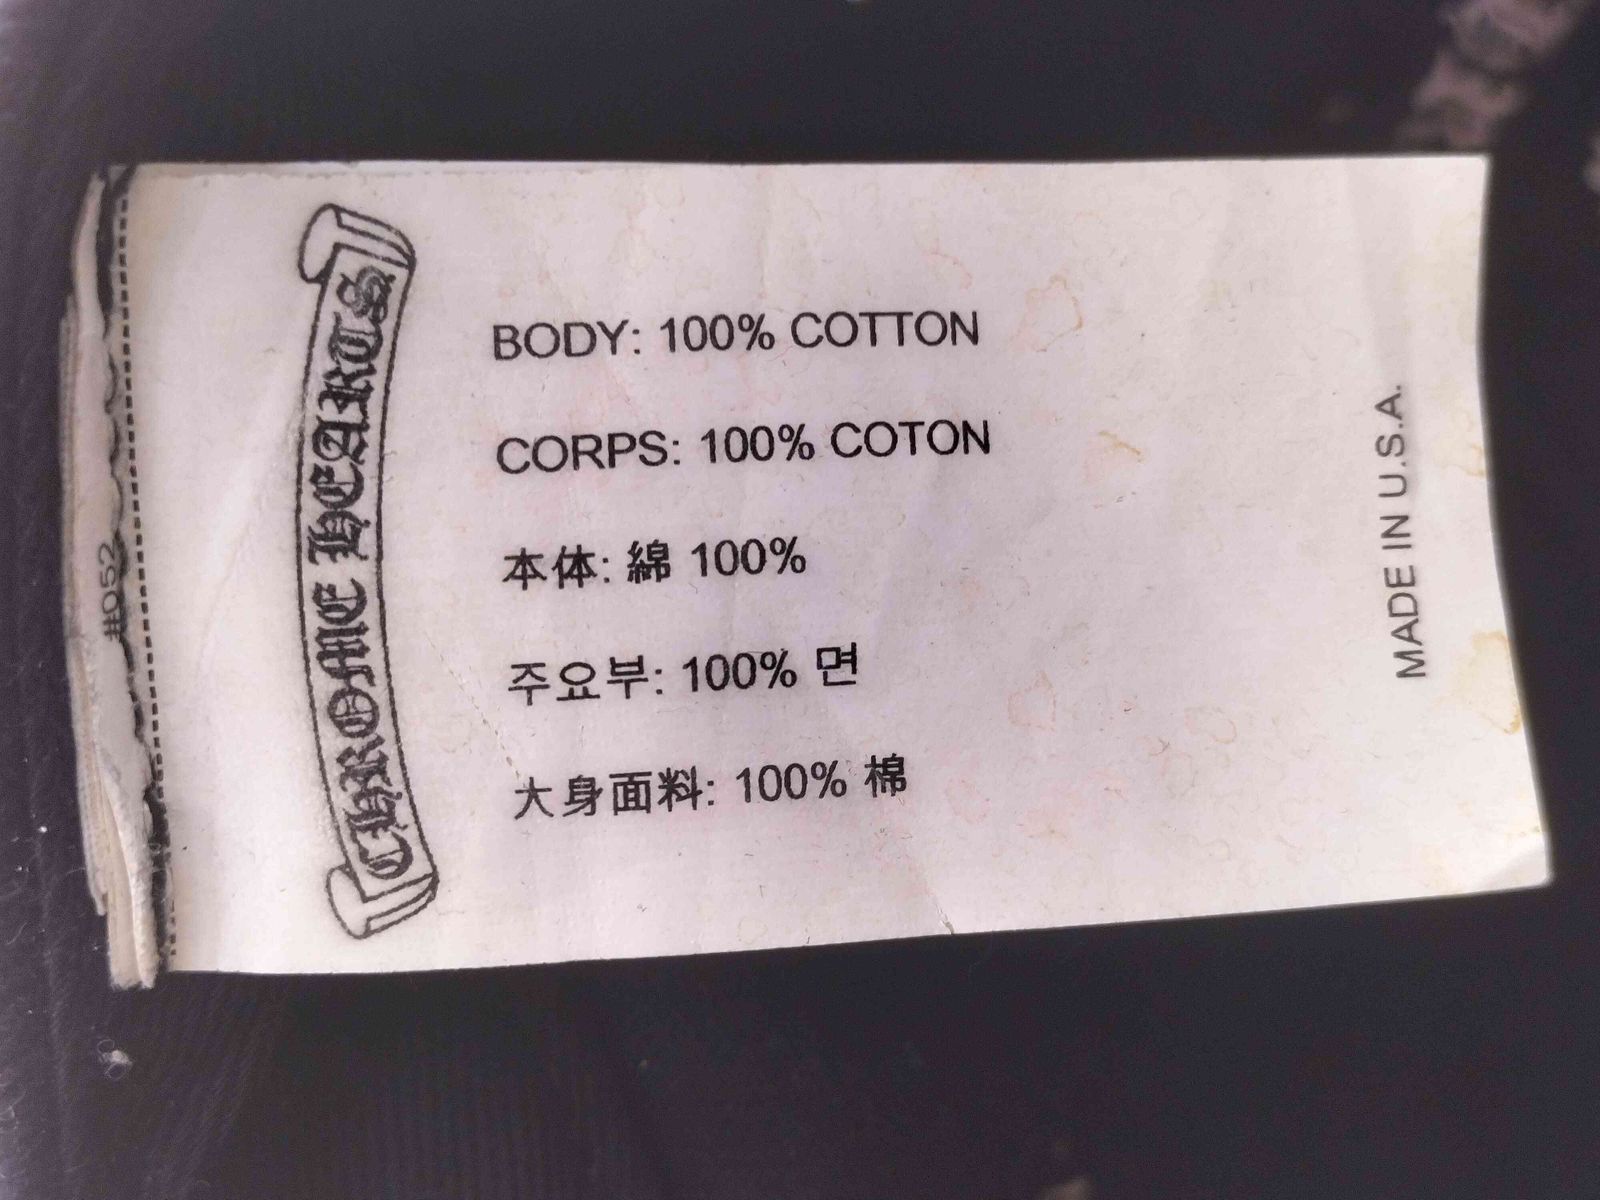 #052
CHROME HEARTS
BODY: 100% COTTON
CORPS: 100% COTON
本体: 綿 100%
주요부: 100% 면
大身面料: 100% 棉
MADE IN U.S.A.